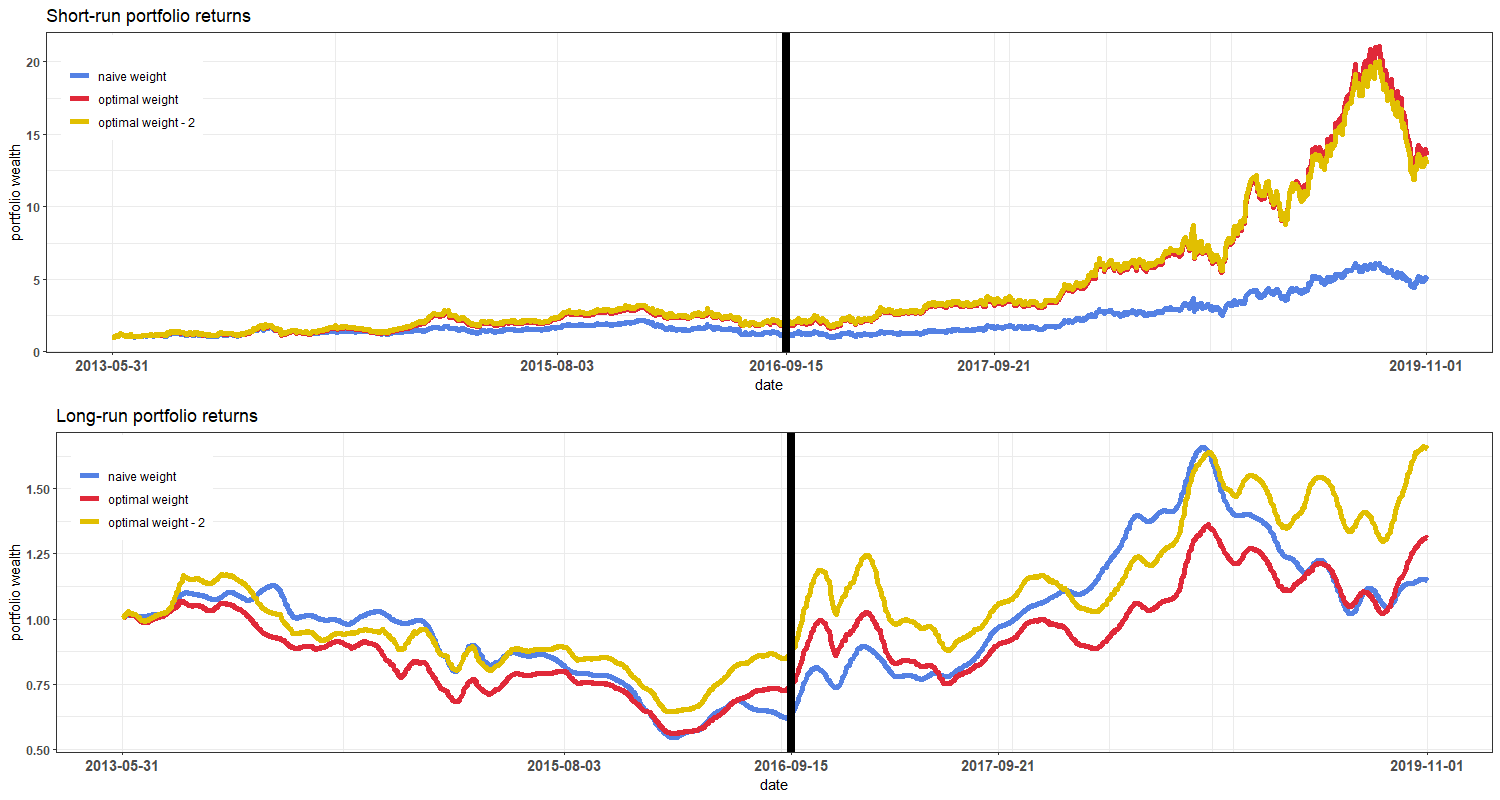 Short-run portfolio returns
naive weight
optimal weight
optimal weight - 2
portfolio wealth
20
15
10
5
0
2013-05-31 2015-08-03 2016-09-15 2017-09-21 2019-11-01
date
Long-run portfolio returns
naive weight
optimal weight
optimal weight - 2
portfolio wealth
1.50
1.25
1.00
0.75
0.50
2013-05-31 2015-08-03 2016-09-15 2017-09-21 2019-11-01
date